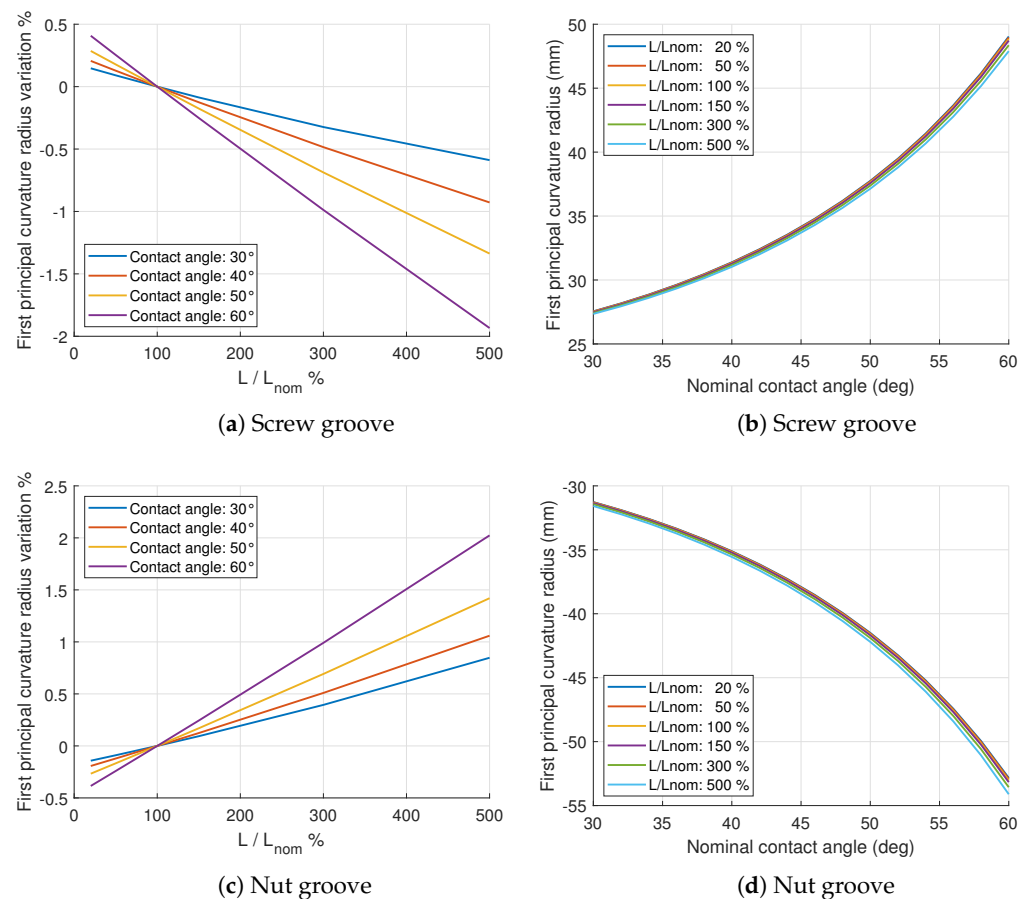 First principal curvature radius variation %
0.5
0
-0.5
-1
-1.5
-2
Contact angle: 30°
Contact angle: 40°
Contact angle: 50°
Contact angle: 60°
0 100 200 300 400 500
L / Lnom %
(a) Screw groove
First principal curvature radius (mm)
50
45
40
35
30
25
L/Lnom: 20 %
L/Lnom: 50 %
L/Lnom: 100 %
L/Lnom: 150 %
L/Lnom: 300 %
L/Lnom: 500 %
30 35 40 45 50 55 60
Nominal contact angle (deg)
(b) Screw groove
First principal curvature radius variation %
2.5
2
1.5
1
0.5
0
-0.5
Contact angle: 30°
Contact angle: 40°
Contact angle: 50°
Contact angle: 60°
0 100 200 300 400 500
L / Lnom %
(c) Nut groove
First principal curvature radius (mm)
-30
-35
-40
-45
-50
-55
L/Lnom: 20 %
L/Lnom: 50 %
L/Lnom: 100 %
L/Lnom: 150 %
L/Lnom: 300 %
L/Lnom: 500 %
30 35 40 45 50 55 60
Nominal contact angle (deg)
(d) Nut groove